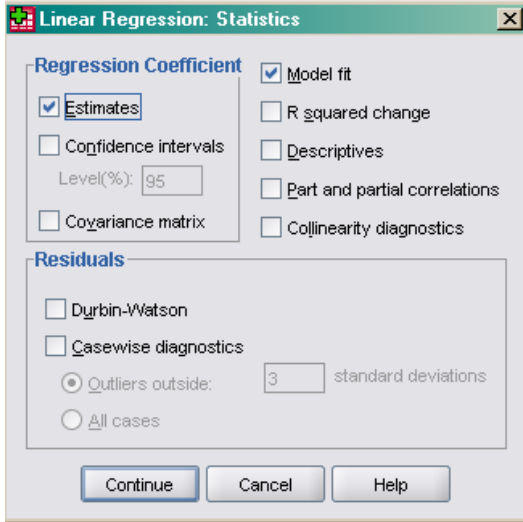 Linear Regression: Statistics
Regression Coefficient
Estimates
Confidence intervals
Level(%): 95
Covariance matrix
Model fit
R squared change
Descriptives
Part and partial correlations
Collinearity diagnostics
Residuals
Durbin-Watson
Casewise diagnostics
Outliers outside: 3 standard deviations
All cases
Continue Cancel Help